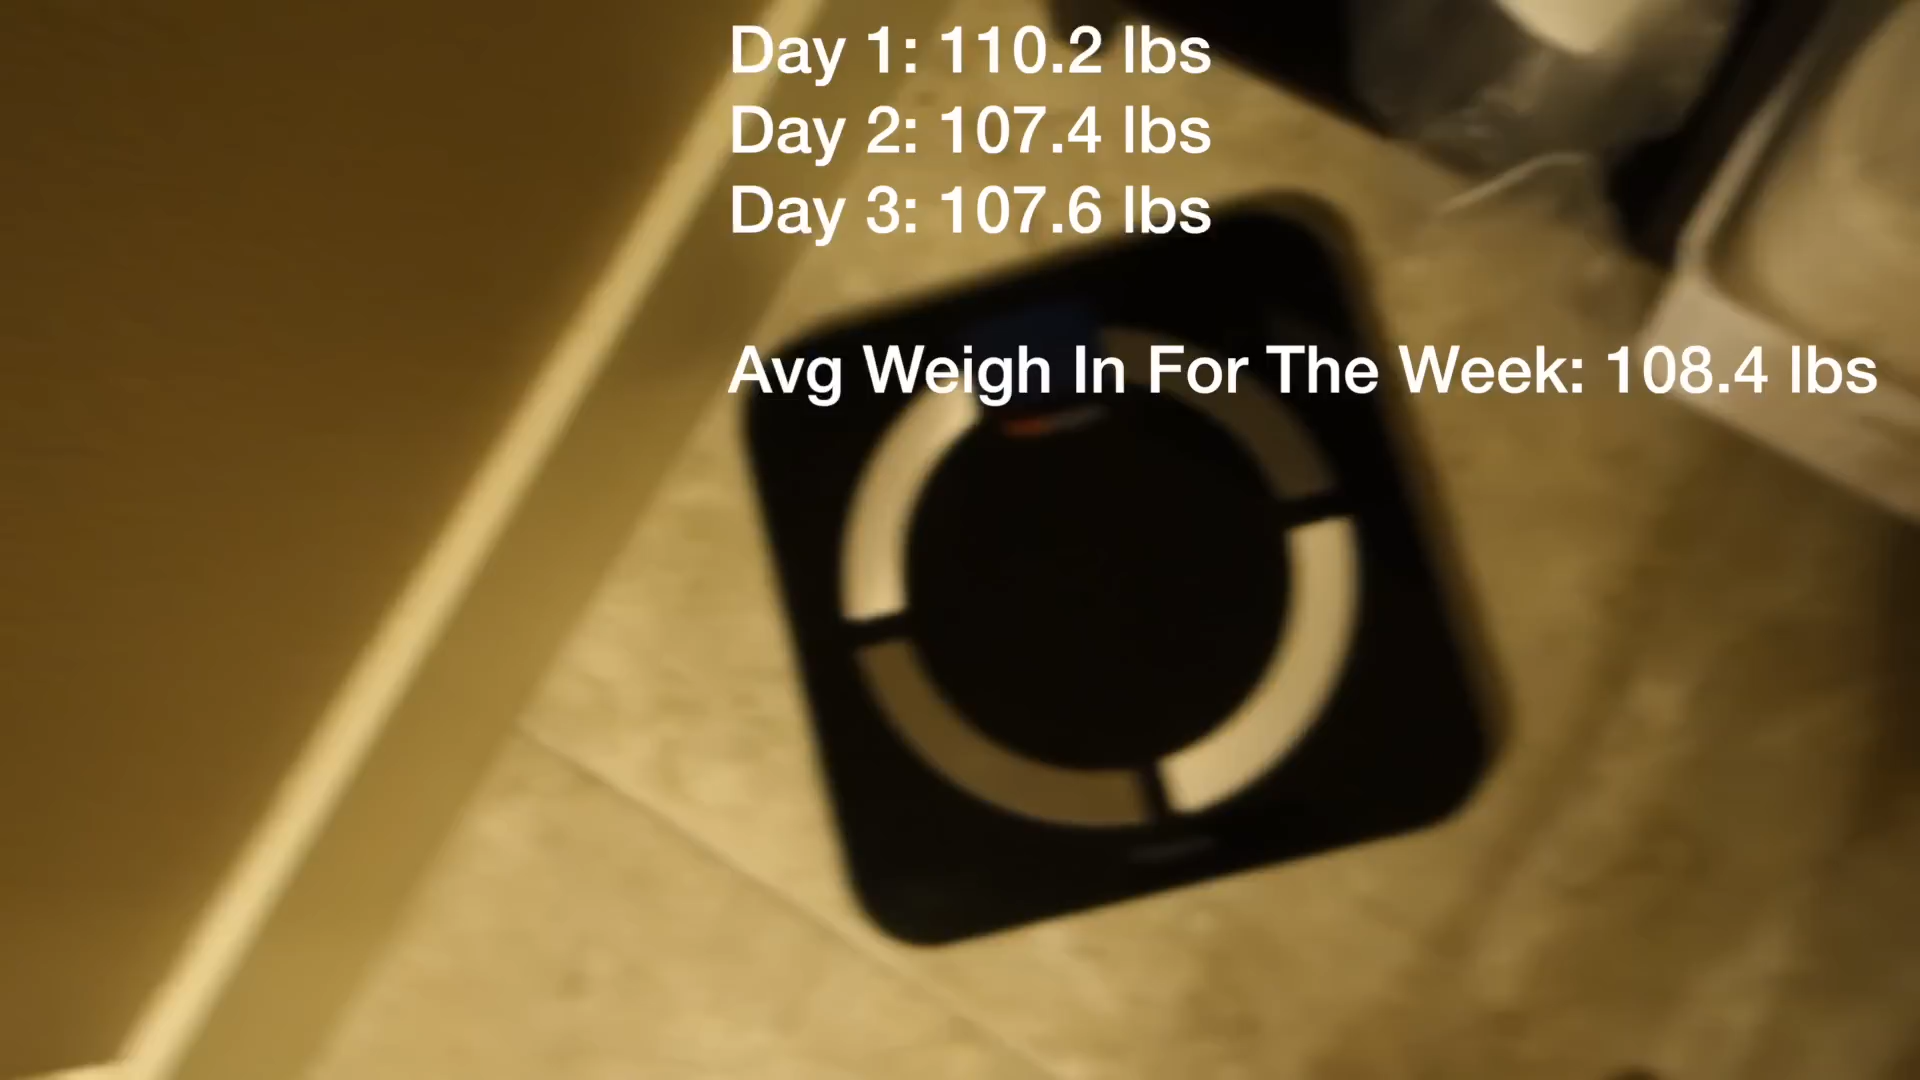 Day 1: 110.2 lbs
Day 2: 107.4 lbs
Day 3: 107.6 lbs
Avg Weigh In For The Week: 108.4 lbs